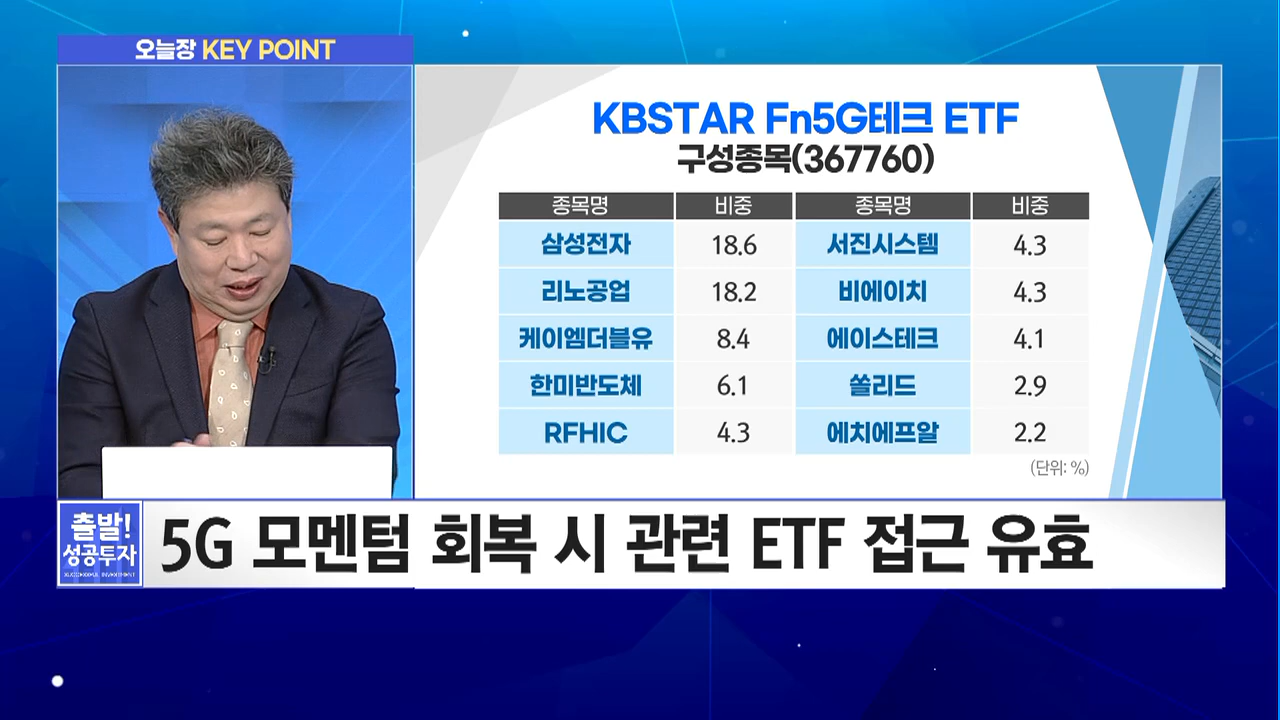 오늘장 KEY POINT
KBSTAR Fn5G테크 ETF
구성종목(367760)
종목명 비중 종목명 비중
삼성전자 18.6 서진시스템 4.3
리노공업 18.2 비에이치 4.3
케이엠더블유 8.4 에이스테크 4.1
한미반도체 6.1 쏠리드 2.9
RFHIC 4.3 에치에프알 2.2
(단위: %)
출발!
성공투자
5G 모멘텀 회복 시 관련 ETF 접근 유효